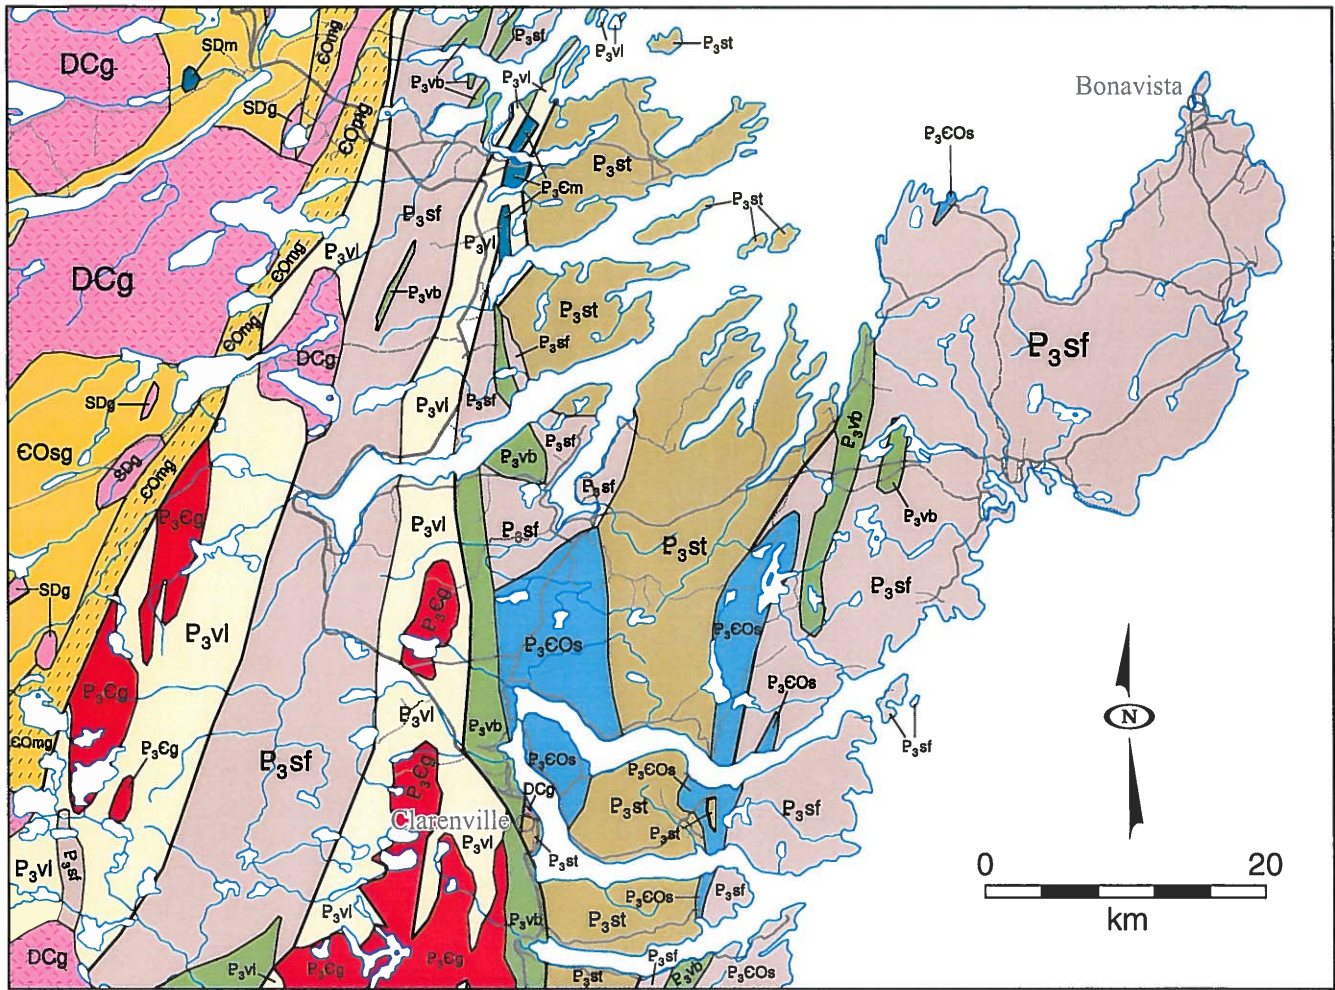 P₃sf
P₃vl
P₃st
DCg
SDm
ЄOmg
P₃vb
P₃vl
Bonavista
SDg
ЄOmg
P₃ЄOs
P₃st
P₃Єm
P₃st
P₃sf
P₃vl
P₃vl
ЄOmg
DCg
P₃vb
P₃st
ЄOmg
P₃sf
P₃sf
DCg
SDg
P₃vl
P₃sf
P₃vb
P₃sf
ЄOsg
SDg
P₃vb
ЄOmg
P₃sf
P₃Єg
P₃vb
P₃vl
P₃sf
P₃st
P₃sf
SDg
P₃Єg
P₃vl
P₃ЄOs
P₃ЄOs
P₃Єg
P₃ЄOs
P₃vl
P₃vb
N
ЄOmg
P₃Єg
P₃sf
P₃sf
P₃ЄOs
P₃ЄOs
P₃Єg
DCg
P₃st
P₃sf
Clarenville
P₃st
P₃vl
P₃vl
P₃sf
P₃st
0 20
km
P₃ЄOs
P₃sf
P₃vl
P₃vb
P₃st
DCg
P₃vl
P₃Єg
P₃Єg
P₃sf
P₃st
P₃vb
P₃ЄOs